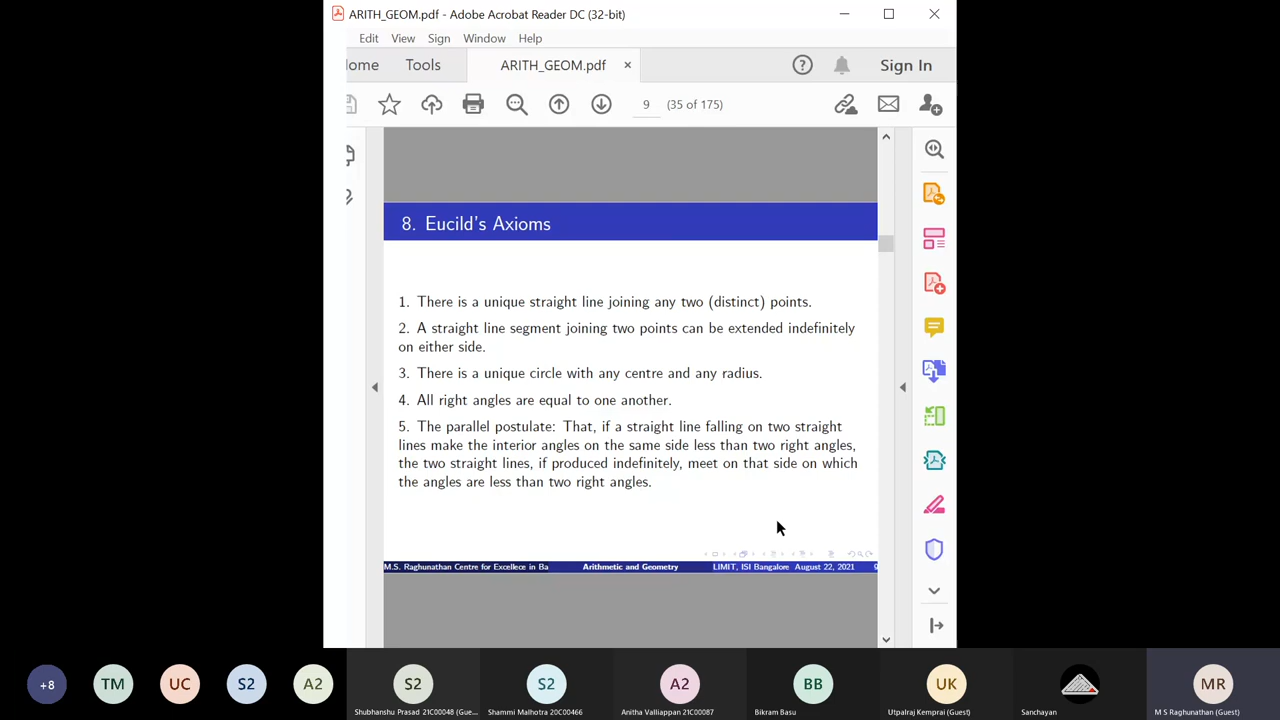 ARITH_GEOM.pdf - Adobe Acrobat Reader DC (32-bit)
Edit View Sign Window Help
ome Tools ARITH_GEOM.pdf × Sign In
9 (35 of 175)
8. Eucild's Axioms
1. There is a unique straight line joining any two (distinct) points.
2. A straight line segment joining two points can be extended indefinitely
on either side.
3. There is a unique circle with any centre and any radius.
4. All right angles are equal to one another.
5. The parallel postulate: That, if a straight line falling on two straight
lines make the interior angles on the same side less than two right angles,
the two straight lines, if produced indefinitely, meet on that side on which
the angles are less than two right angles.
M.S. Raghunathan Centre for Excellece in Ba Arithmetic and Geometry LIMIT, ISI Bangalore August 22, 2021 9
+8 TM UC S2 A2 S2 S2 A2 BB UK MR
Shubhanshu Prasad 21C00048 (Gue... Shammi Malhotra 20C00466 Anitha Valliappan 21C00087 Bikram Basu Utpalraj Kemprai (Guest) Sanchayan M S Raghunathan (Guest)